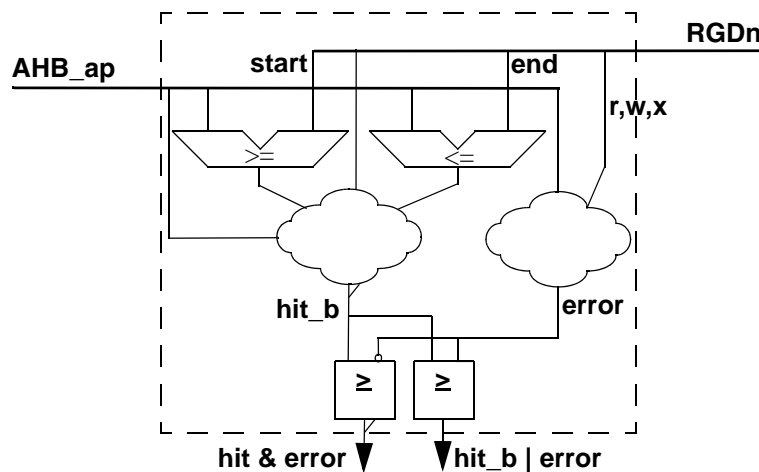 RGDn
start
end
AHB_ap
r,w,x
>=
<=
hit_b
error
≥
≥
hit & error
hit_b | error